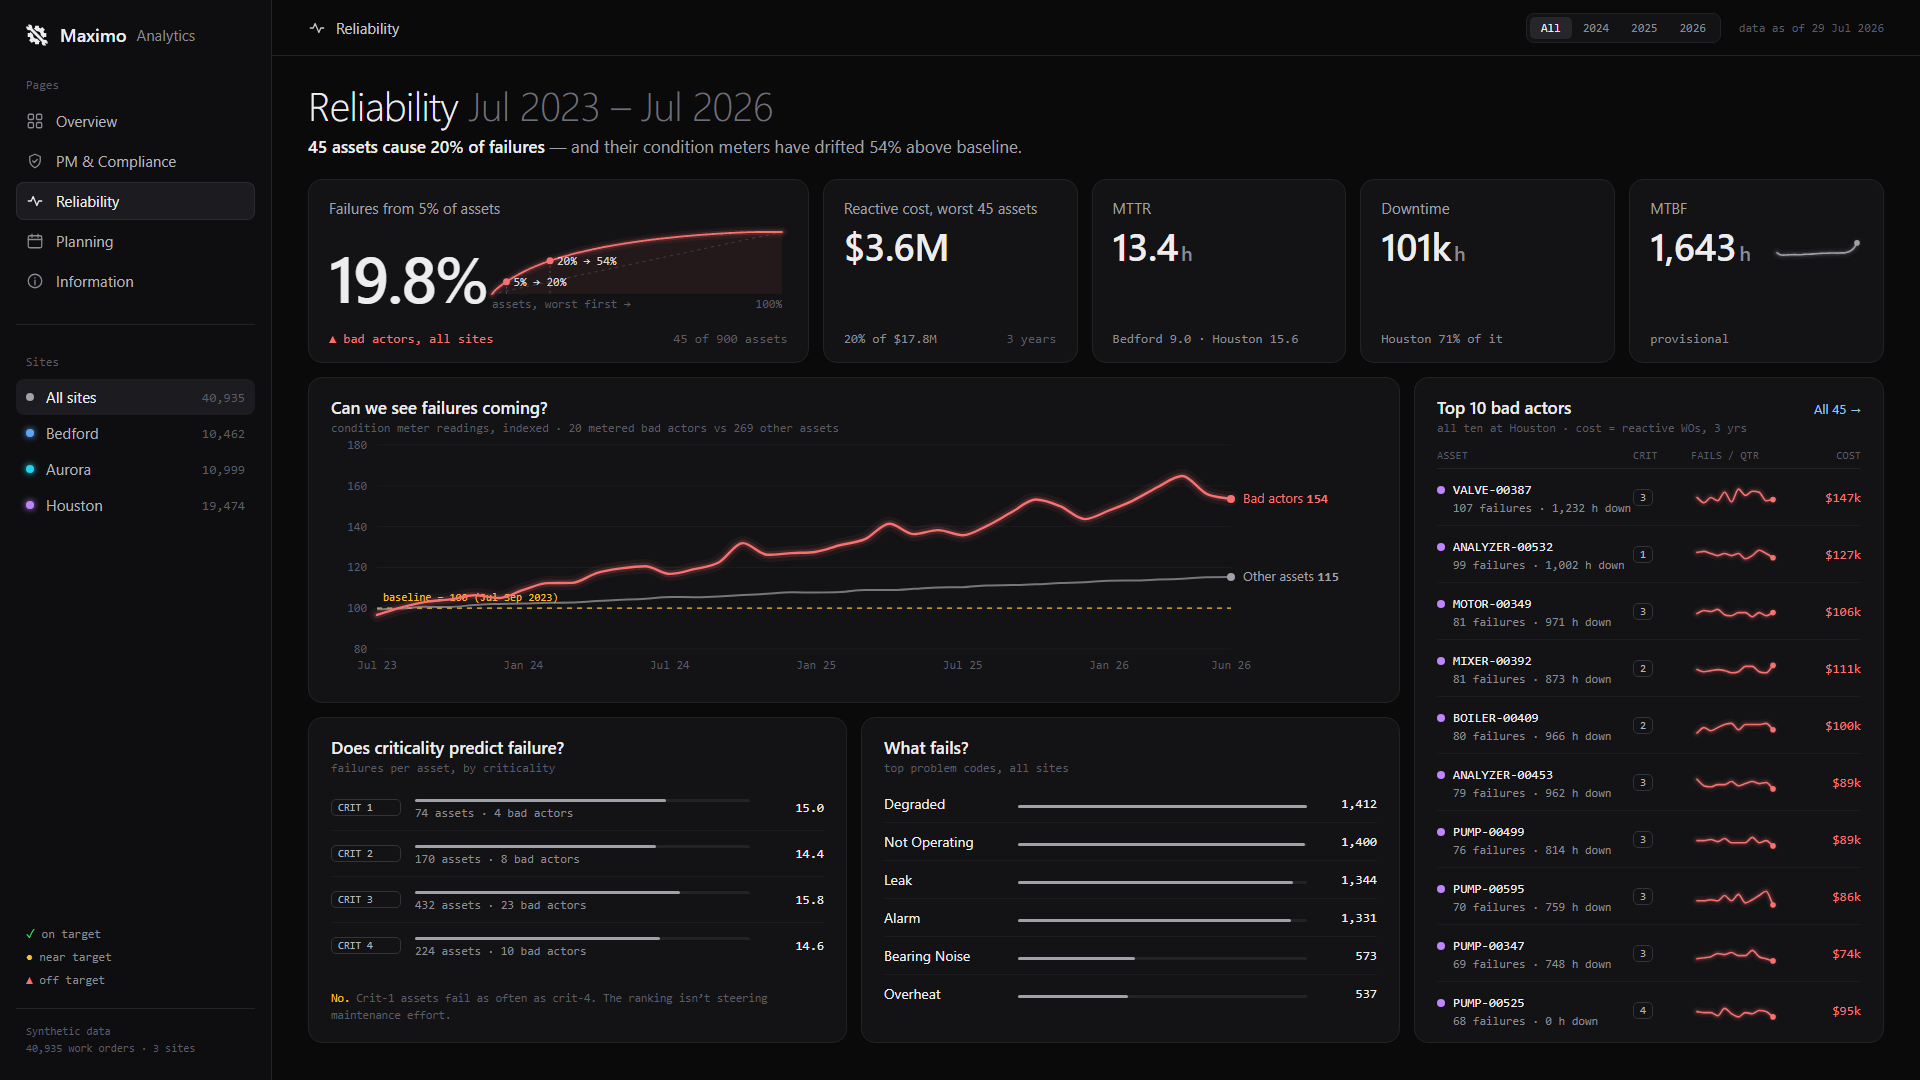 Maximo Analytics
Pages
Overview
PM & Compliance
Reliability
Planning
Information
Sites
All sites 40,935
Bedford 10,462
Aurora 10,999
Houston 19,474
✓ on target
● near target
▲ off target
Synthetic data
40,935 work orders · 3 sites
Reliability
All 2024 2025 2026
data as of 29 Jul 2026
Reliability Jul 2023 – Jul 2026
45 assets cause 20% of failures — and their condition meters have drifted 54% above baseline.
Failures from 5% of assets
19.8%
20% → 54%
5% → 20%
assets, worst first → 100%
▲ bad actors, all sites 45 of 900 assets
Reactive cost, worst 45 assets
$3.6M
20% of $17.8M 3 years
MTTR
13.4 h
Bedford 9.0 · Houston 15.6
Downtime
101k h
Houston 71% of it
MTBF
1,643 h
provisional
Can we see failures coming?
condition meter readings, indexed · 20 metered bad actors vs 269 other assets
180
160
140
120
100
80
Bad actors 154
Other assets 115
baseline = 100 (Jul–Sep 2023)
Jul 23 Jan 24 Jul 24 Jan 25 Jul 25 Jan 26 Jun 26
Does criticality predict failure?
failures per asset, by criticality
CRIT 1 15.0
74 assets · 4 bad actors
CRIT 2 14.4
170 assets · 8 bad actors
CRIT 3 15.8
432 assets · 23 bad actors
CRIT 4 14.6
224 assets · 10 bad actors
No. Crit-1 assets fail as often as crit-4. The ranking isn't steering
maintenance effort.
What fails?
top problem codes, all sites
Degraded 1,412
Not Operating 1,400
Leak 1,344
Alarm 1,331
Bearing Noise 573
Overheat 537
Top 10 bad actors All 45 →
all ten at Houston · cost = reactive WOs, 3 yrs
ASSET CRIT FAILS / QTR COST
VALVE-00387 3 $147k
107 failures · 1,232 h down
ANALYZER-00532 1 $127k
99 failures · 1,002 h down
MOTOR-00349 3 $106k
81 failures · 971 h down
MIXER-00392 2 $111k
81 failures · 873 h down
BOILER-00409 2 $100k
80 failures · 966 h down
ANALYZER-00453 3 $89k
79 failures · 962 h down
PUMP-00499 3 $89k
76 failures · 814 h down
PUMP-00595 3 $86k
70 failures · 759 h down
PUMP-00347 3 $74k
69 failures · 748 h down
PUMP-00525 4 $95k
68 failures · 0 h down